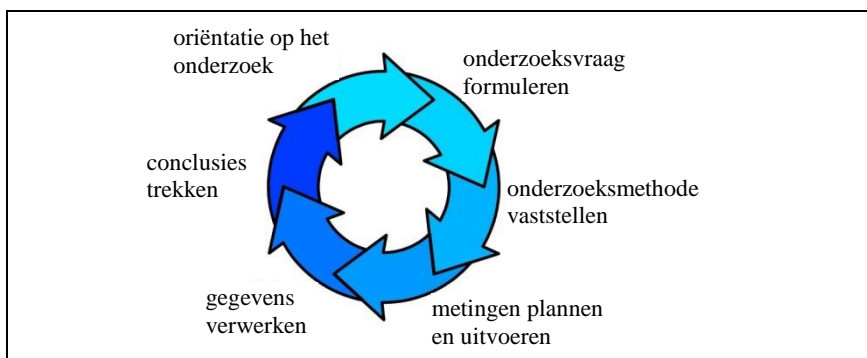 oriëntatie op het
onderzoek
onderzoeksvraag
formuleren
onderzoeksmethode
vaststellen
metingen plannen
en uitvoeren
gegevens
verwerken
conclusies
trekken